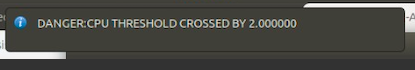 DANGER:CPU THRESHOLD CROSSED BY 2.000000